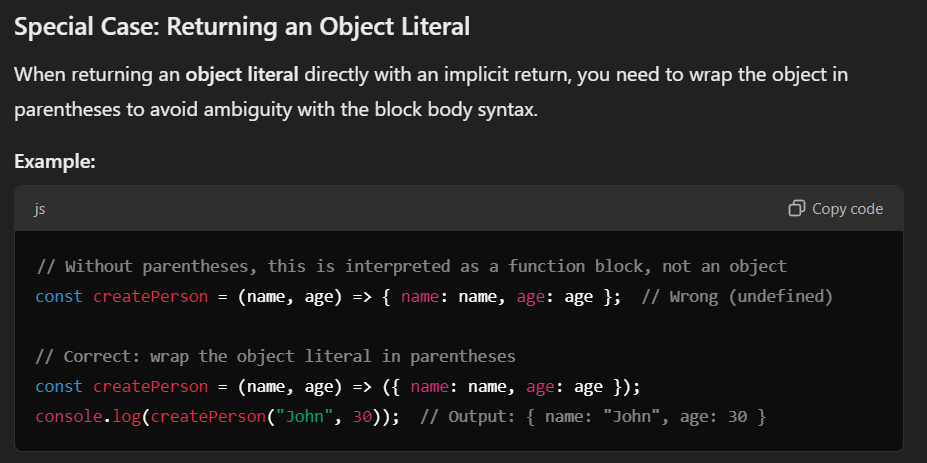 Special Case: Returning an Object Literal
When returning an object literal directly with an implicit return, you need to wrap the object in
parentheses to avoid ambiguity with the block body syntax.
Example:
js
Copy code
// Without parentheses, this is interpreted as a function block, not an object
const createPerson = (name, age) => { name: name, age: age };  // Wrong (undefined)
// Correct: wrap the object literal in parentheses
const createPerson = (name, age) => ({ name: name, age: age });
console.log(createPerson("John", 30));  // Output: { name: "John", age: 30 }